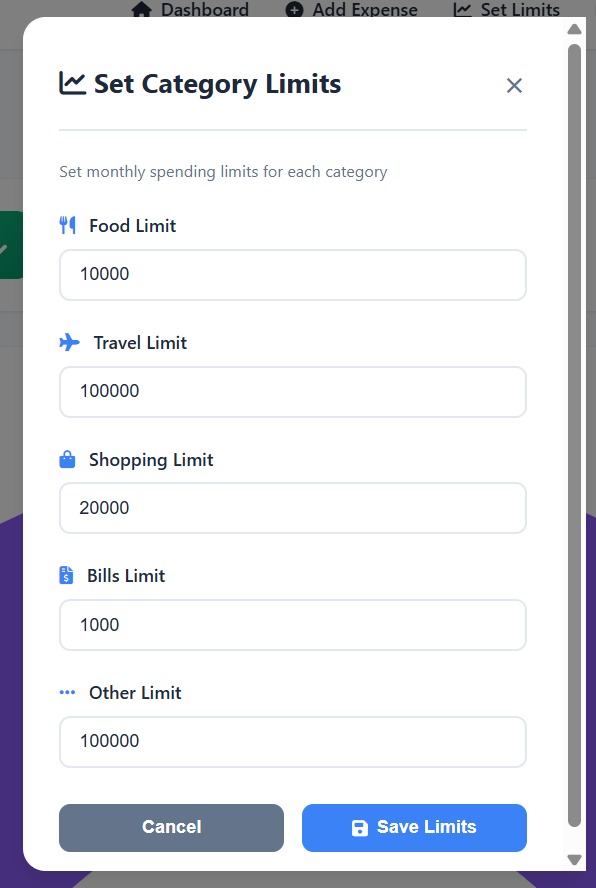 Dashboard Add Expense Set Limits
Set Category Limits
Set monthly spending limits for each category
Food Limit
10000
Travel Limit
100000
Shopping Limit
20000
Bills Limit
1000
Other Limit
100000
Cancel Save Limits